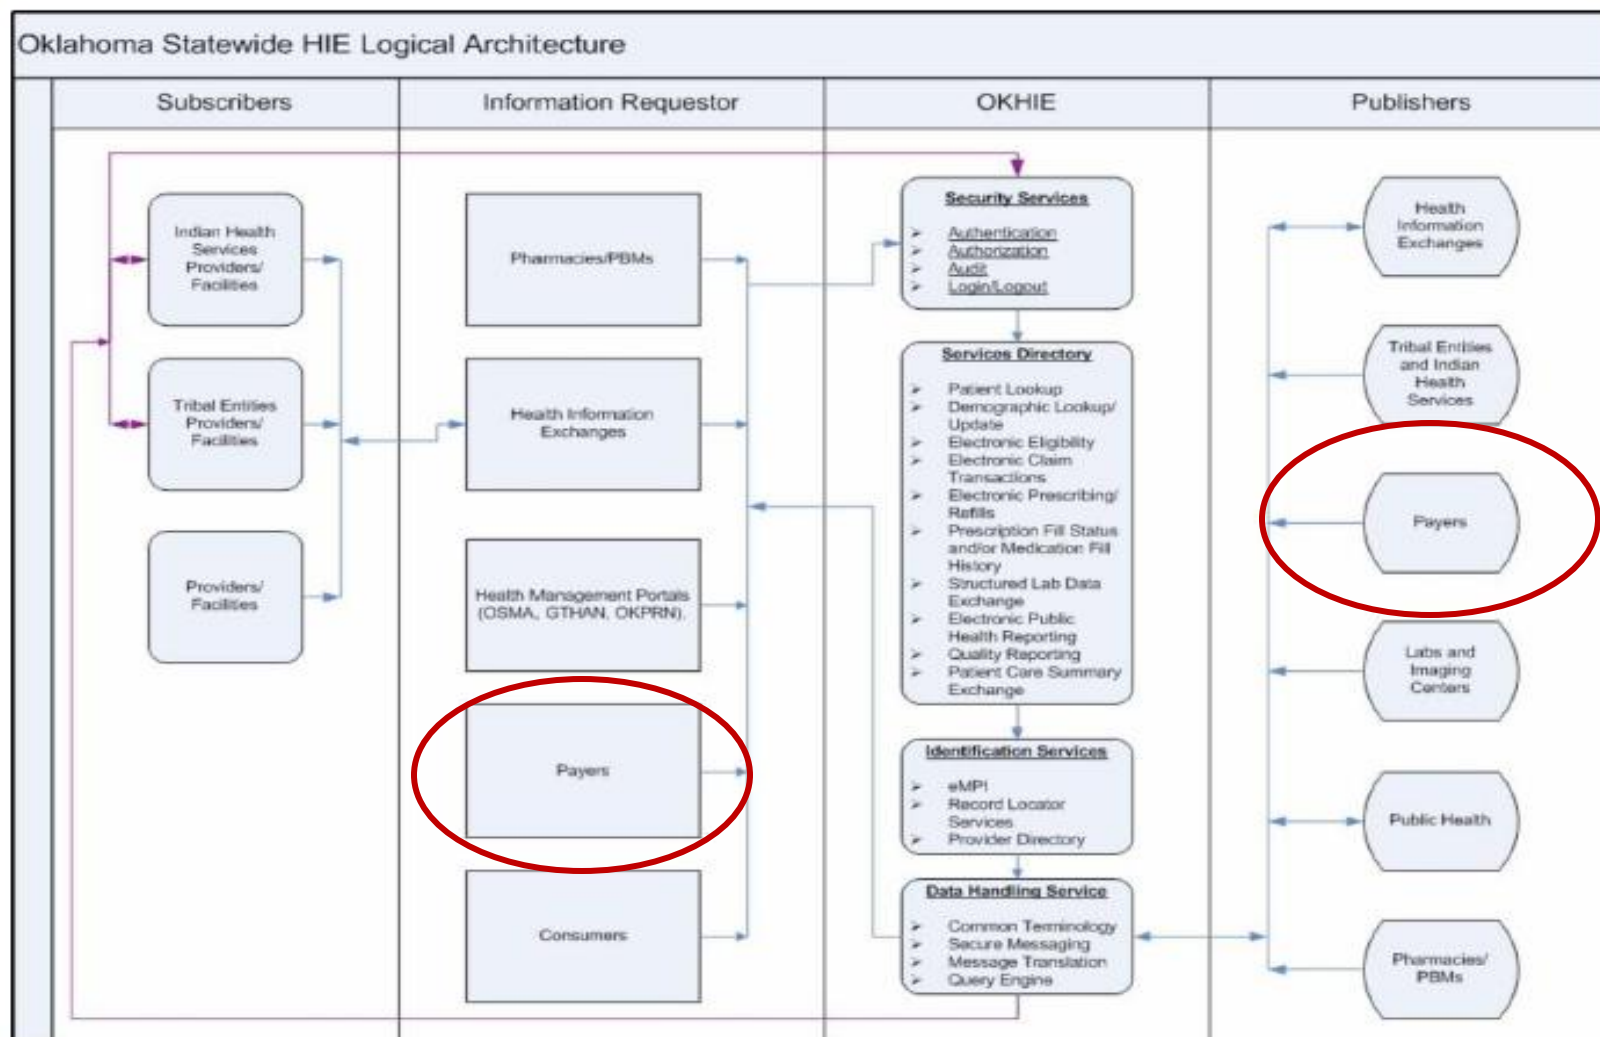 Oklahoma Statewide HIE Logical Architecture
Subscribers
Information Requestor
OKHIE
Publishers
Indian Health
Services
Providers/
Facilities
Tribal Entities
Providers/
Facilities
Providers/
Facilities
Pharmacies/PBMs
Health Information
Exchanges
Health Management Portals
(OSMA, GTHAN, OKPRN).
Payers
Consumers
Security Services
➢ Authentication
➢ Authorization
➢ Audit
➢ Login/Logout
Services Directory
➢ Patient Lookup
➢ Demographic Lookup/
Update
➢ Electronic Eligibility
➢ Electronic Claim
Transactions
➢ Electronic Prescribing/
Refills
➢ Prescription Fill Status
and/or Medication Fill
History
➢ Structured Lab Data
Exchange
➢ Electronic Public
Health Reporting
➢ Quality Reporting
➢ Patient Care Summary
Exchange
Identification Services
➢ eMPI
➢ Record Locator
Services
➢ Provider Directory
Data Handling Service
➢ Common Terminology
➢ Secure Messaging
➢ Message Translation
➢ Query Engine
Health
Information
Exchanges
Tribal Entities
and Indian
Health
Services
Payers
Labs and
Imaging
Centers
Public Health
Pharmacies/
PBMs